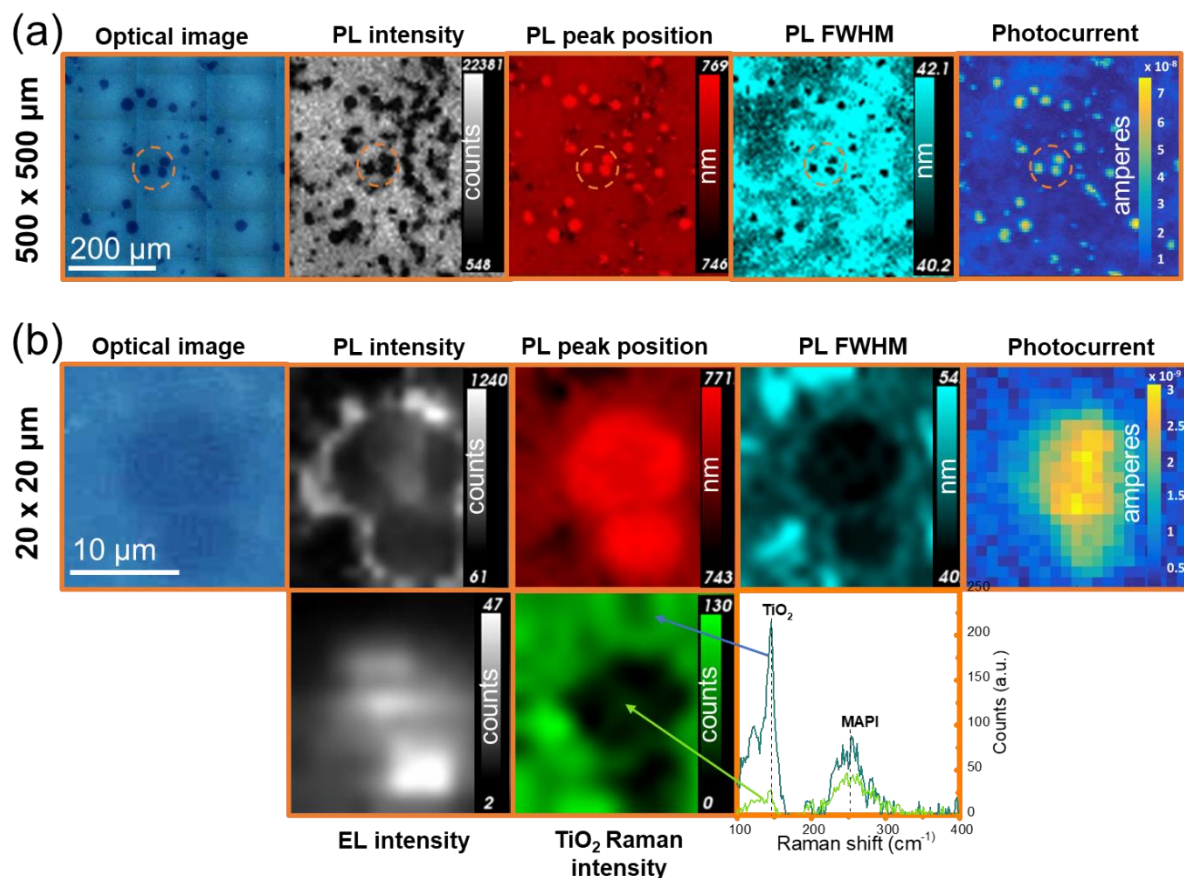 (a)
Optical image
PL intensity
PL peak position
PL FWHM
Photocurrent
500 x 500 µm
200 µm
22381
counts
548
769
nm
746
42.1
nm
40.2
x 10⁻⁸
7
6
5
4
3
2
1
amperes
(b)
Optical image
PL intensity
PL peak position
PL FWHM
Photocurrent
20 x 20 µm
10 µm
1240
counts
61
771
nm
743
54
nm
40
x 10⁻⁹
3
2.5
2
1.5
1
0.5
amperes
47
counts
2
EL intensity
130
counts
0
TiO₂ Raman
intensity
TiO₂
MAPI
250
200
150
100
50
0
Counts (a.u.)
100
200
300
400
Raman shift (cm⁻¹)